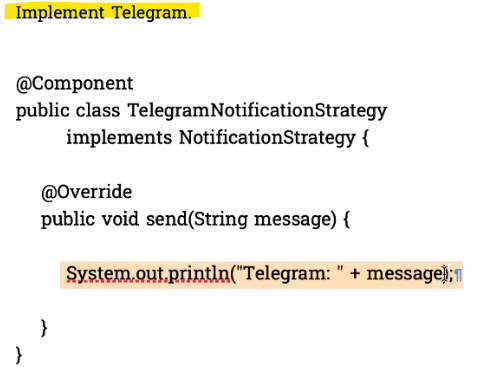 Implement Telegram.
@Component
public class TelegramNotificationStrategy
implements NotificationStrategy {
@Override
public void send(String message) {
System.out.println("Telegram: " + message);¶
}
}